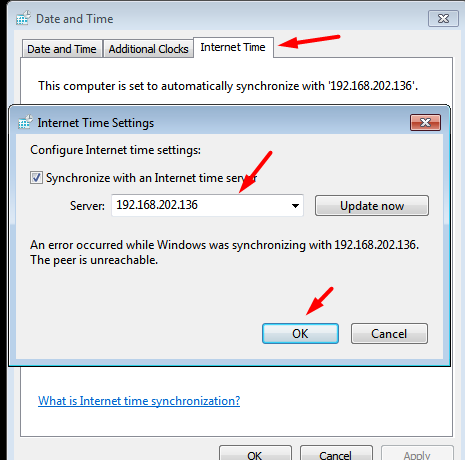 Date and Time
Date and Time Additional Clocks Internet Time
This computer is set to automatically synchronize with '192.168.202.136'.
Internet Time Settings
Configure Internet time settings:
Synchronize with an Internet time server
Server: 192.168.202.136 Update now
An error occurred while Windows was synchronizing with 192.168.202.136.
The peer is unreachable.
OK Cancel
What is Internet time synchronization?
OK Cancel Apply